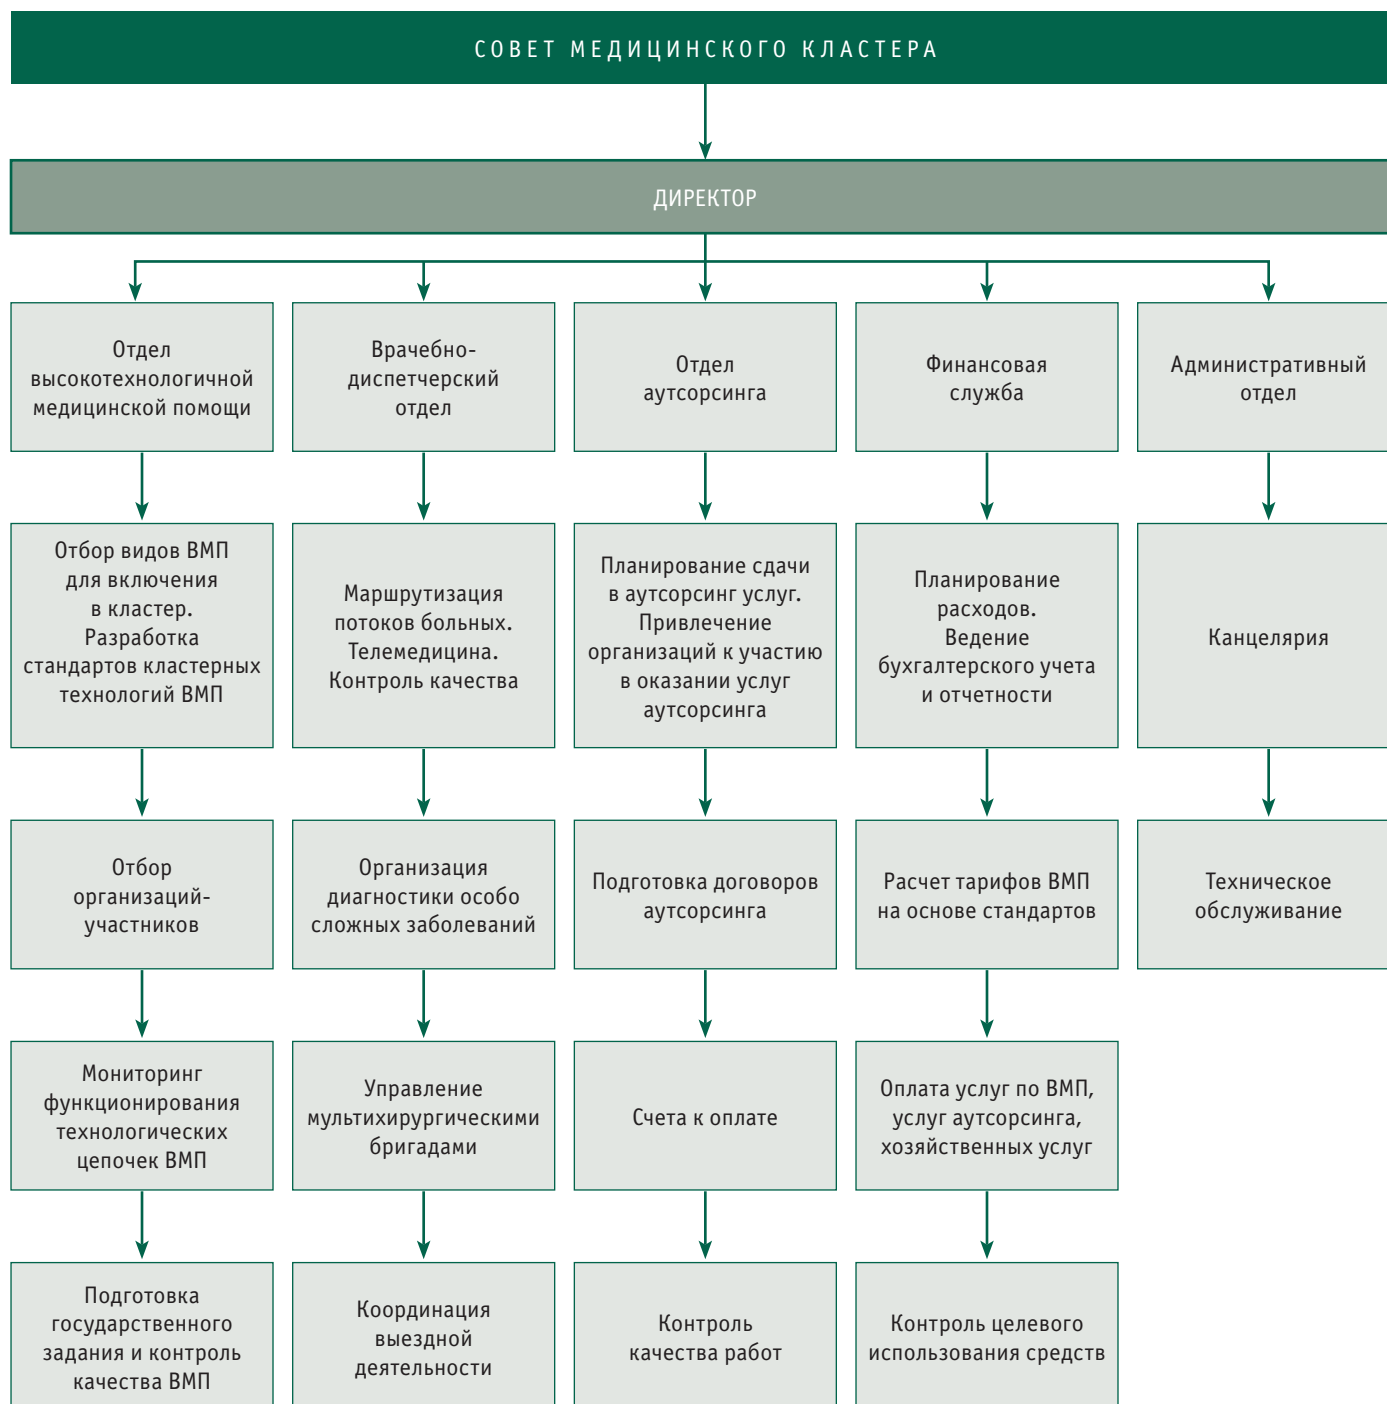 СОВЕТ МЕДИЦИНСКОГО КЛАСТЕРА
ДИРЕКТОР
Отдел
высокотехнологичной
медицинской помощи
Врачебно-
диспетчерский
отдел
Отдел
аутсорсинга
Финансовая
служба
Административный
отдел
Отбор видов ВМП
для включения
в кластер.
Разработка
стандартов кластерных
технологий ВМП
Маршрутизация
потоков больных.
Телемедицина.
Контроль качества
Планирование сдачи
в аутсорсинг услуг.
Привлечение
организаций к участию
в оказании услуг
аутсорсинга
Планирование
расходов.
Ведение
бухгалтерского учета
и отчетности
Канцелярия
Отбор
организаций-
участников
Организация
диагностики особо
сложных заболеваний
Подготовка договоров
аутсорсинга
Расчет тарифов ВМП
на основе стандартов
Техническое
обслуживание
Мониторинг
функционирования
технологических
цепочек ВМП
Управление
мультихирургическими
бригадами
Счета к оплате
Оплата услуг по ВМП,
услуг аутсорсинга,
хозяйственных услуг
Подготовка
государственного
задания и контроль
качества ВМП
Координация
выездной
деятельности
Контроль
качества работ
Контроль целевого
использования средств